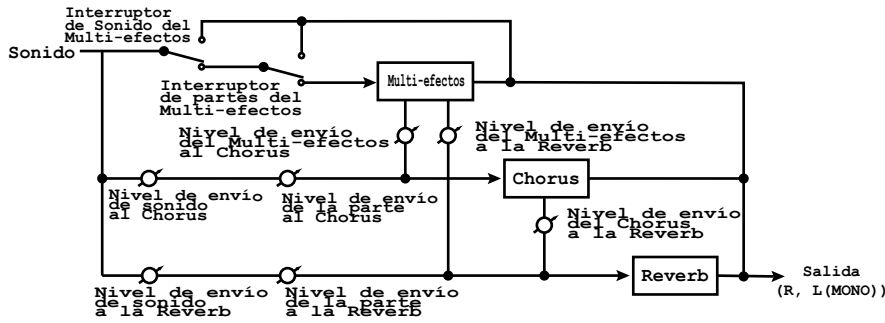 Interruptor
de Sonido del
Multi-efectos
Sonido
Interruptor
de partes del
Multi-efectos
Multi-efectos
Nivel de envío
del Multi-efectos
al Chorus
Nivel de envío
del Multi-efectos
a la Reverb
Chorus
Nivel de envío
de sonido
al Chorus
Nivel de envío
de la parte
al Chorus
Nivel de envío
del Chorus
a la Reverb
Reverb
Salida
(R, L(MONO))
Nivel de envío
de sonido
a la Reverb
Nivel de envío
de la parte
a la Reverb